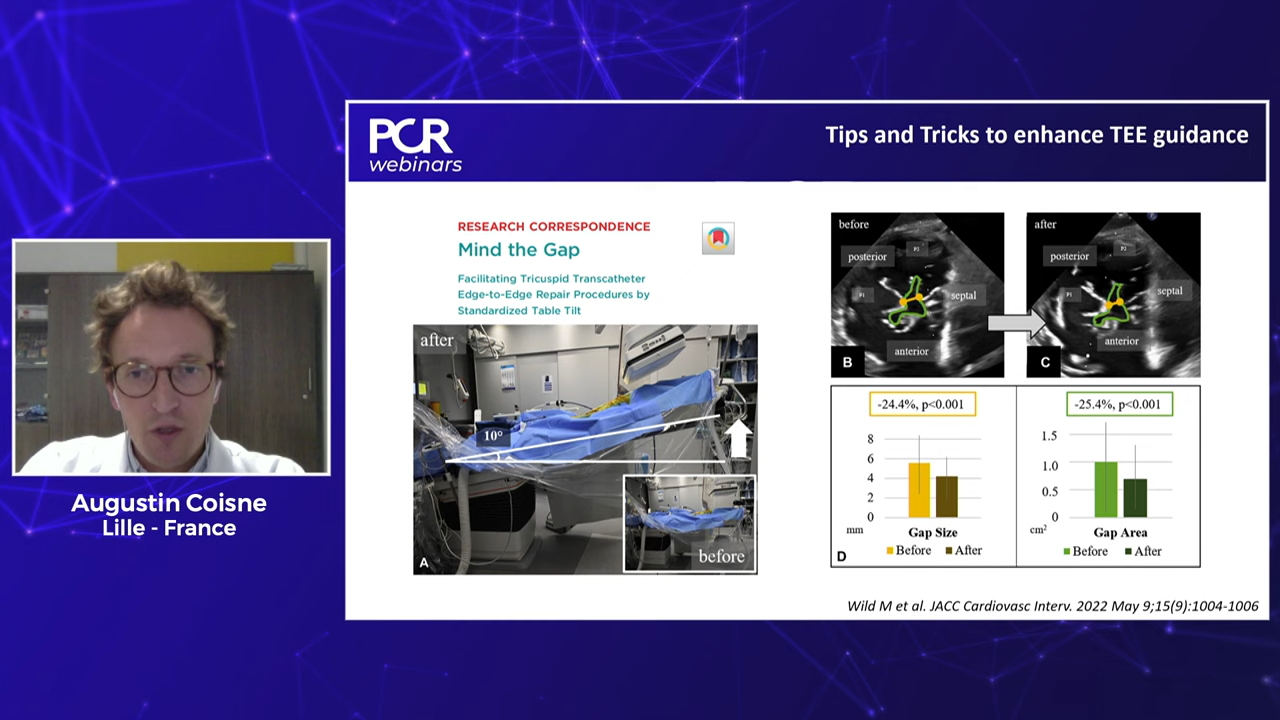 PCR
webinars
Tips and Tricks to enhance TEE guidance
RESEARCH CORRESPONDENCE
Mind the Gap
Facilitating Tricuspid Transcatheter
Edge-to-Edge Repair Procedures by
Standardized Table Tilt
after
10°
before
A
before
posterior
P2
P1
septal
anterior
B
after
posterior
P2
P1
septal
anterior
C
-24.4%, p<0.001
8
6
4
2
0
mm
Gap Size
Before
After
-25.4%, p<0.001
1.5
1.0
0.5
0
cm²
Gap Area
Before
After
D
Wild M et al. JACC Cardiovasc Interv. 2022 May 9;15(9):1004-1006
Augustin Coisne
Lille - France